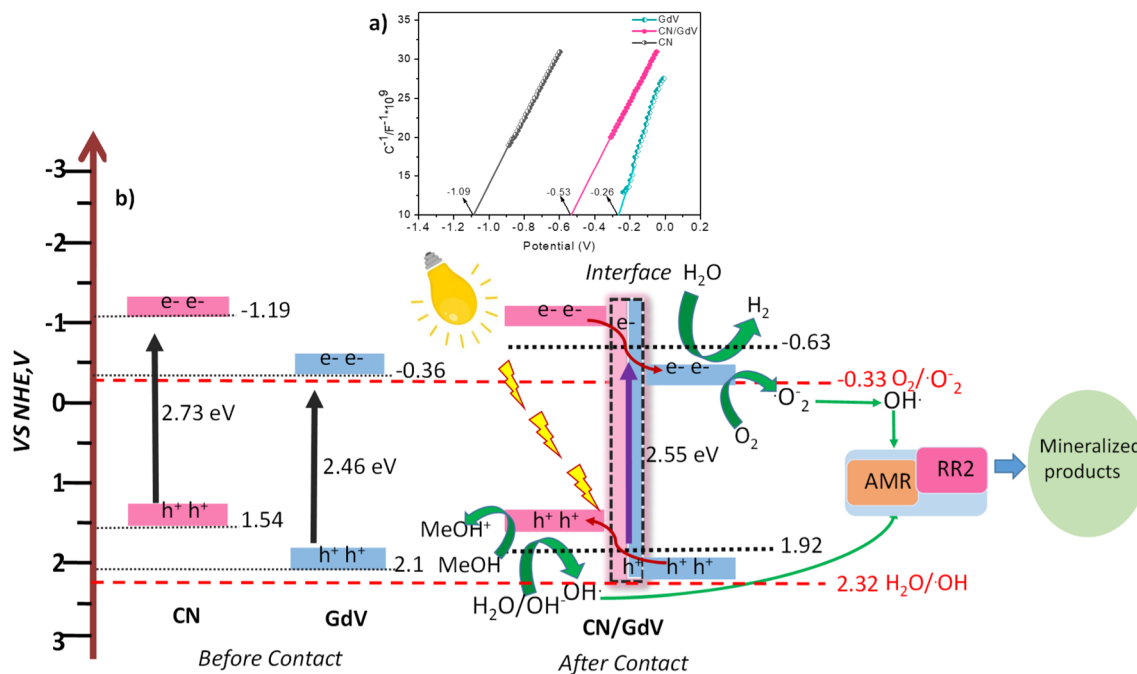 a)
GdV
CN/GdV
CN
C⁻¹/F⁻¹*10⁹
35
30
25
20
15
10
-1.09
-0.53
-0.26
-1.4 -1.2 -1.0 -0.8 -0.6 -0.4 -0.2 0.0 0.2
Potential (V)
b)
VS NHE,V
-3
-2
-1
0
1
2
3
e- e-
-1.19
2.73 eV
h⁺ h⁺
1.54
CN
e- e-
-0.36
2.46 eV
h⁺ h⁺
2.1
GdV
Before Contact
Interface
H₂O
H₂
e- e-
e-
-0.63
e- e-
-0.33 O₂/·O⁻₂
·O⁻₂
OH·
O₂
2.55 eV
AMR
RR2
Mineralized
products
h⁺ h⁺
MeOH⁺
MeOH
1.92
h⁺
h⁺ h⁺
H₂O/OH⁻
OH·
2.32 H₂O/·OH
CN/GdV
After Contact